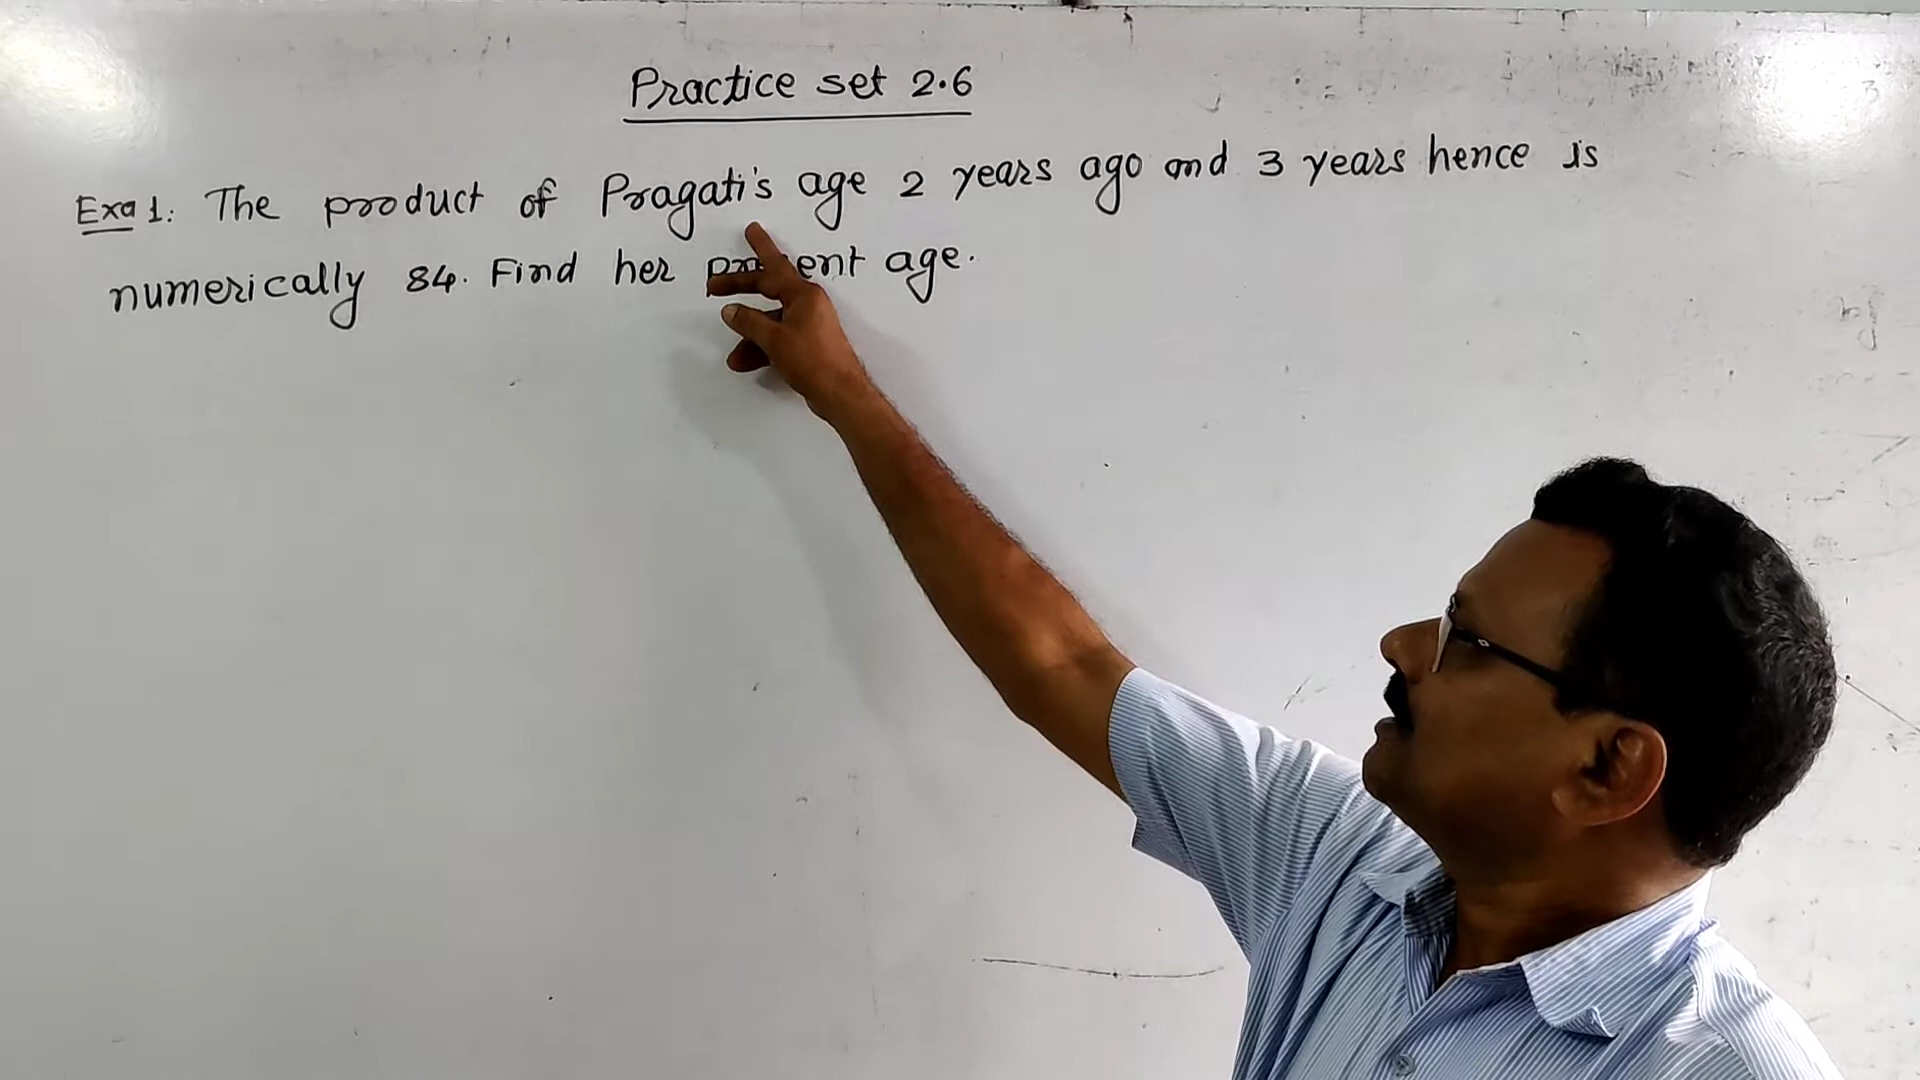 Practice set 2.6
Exa 1: The product of Pragati's age 2 years ago and 3 years hence is
numerically 84. Find her age.